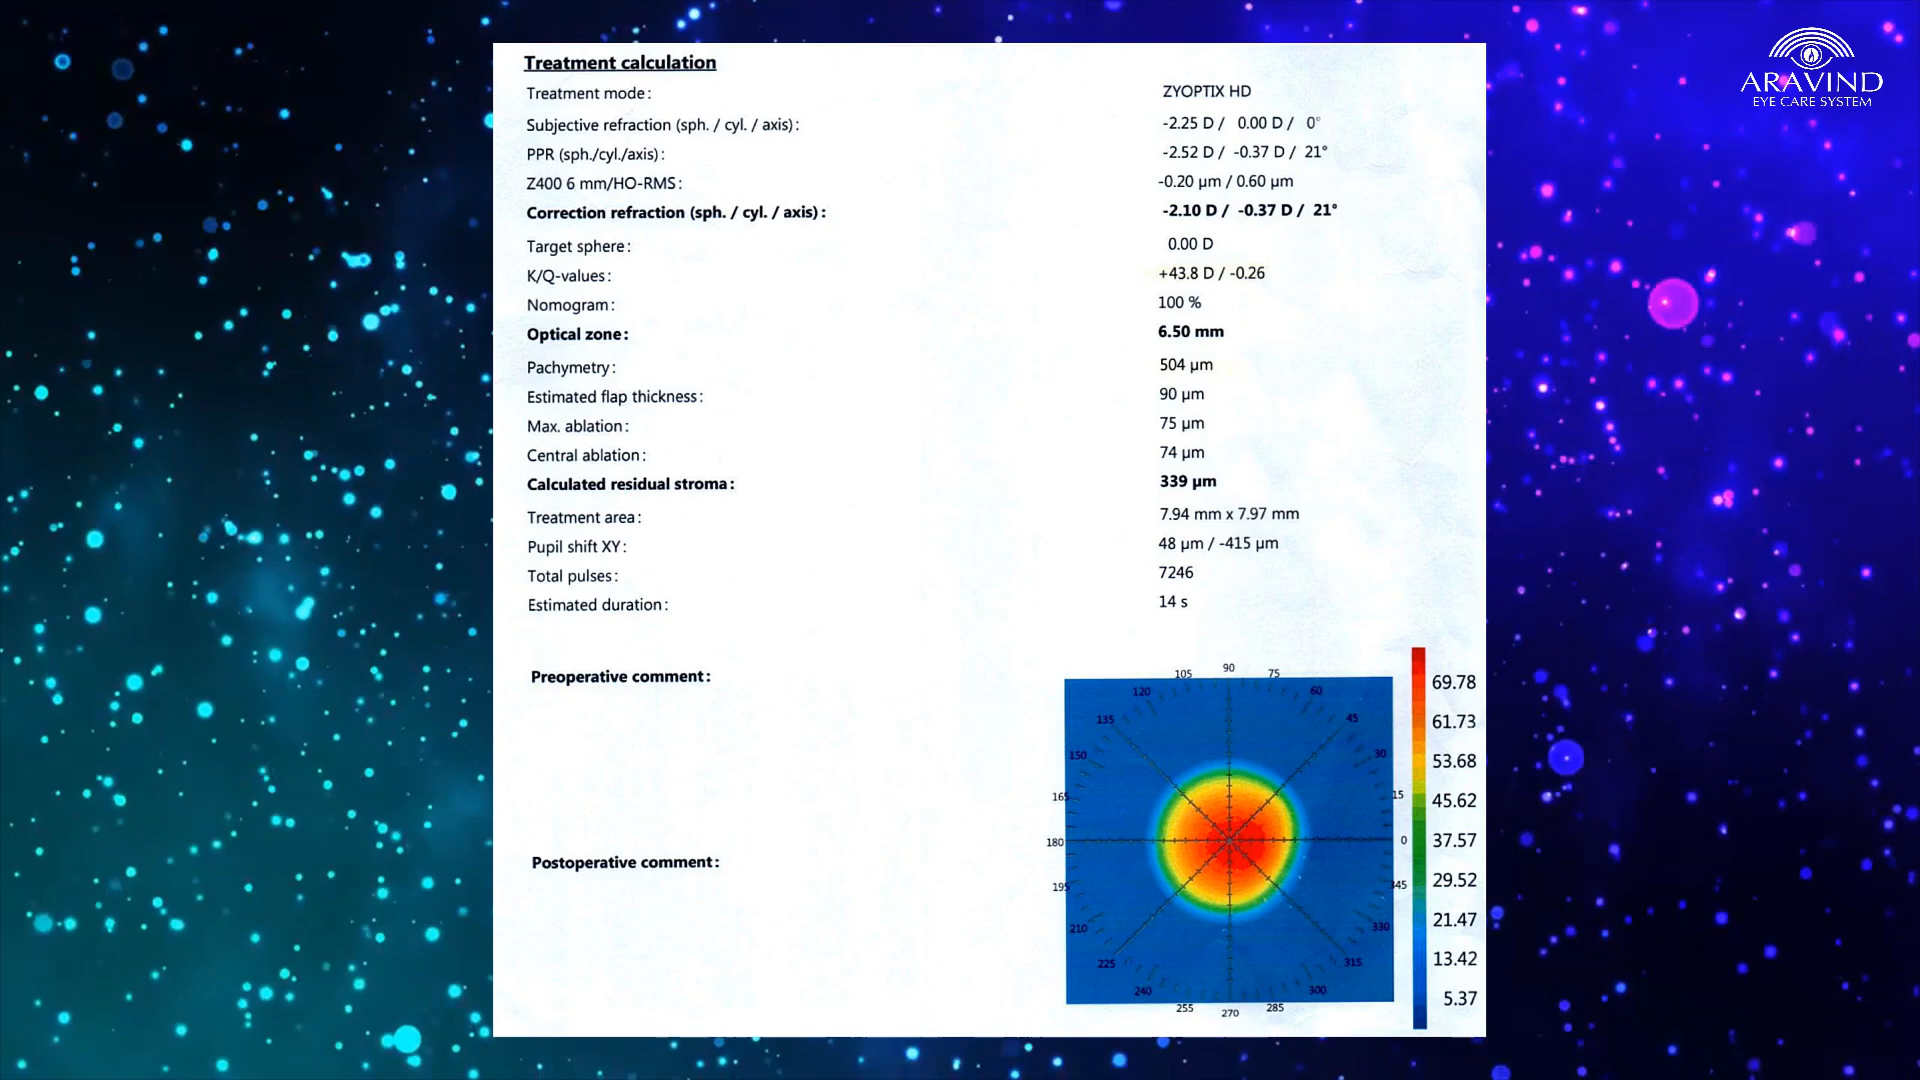 ARAVIND
EYE CARE SYSTEM
Treatment calculation
Treatment mode: ZYOPTIX HD
Subjective refraction (sph. / cyl. / axis): -2.25 D / 0.00 D / 0°
PPR (sph./cyl./axis): -2.52 D / -0.37 D / 21°
Z400 6 mm/HO-RMS: -0.20 µm / 0.60 µm
Correction refraction (sph. / cyl. / axis): -2.10 D / -0.37 D / 21°
Target sphere: 0.00 D
K/Q-values: +43.8 D / -0.26
Nomogram: 100 %
Optical zone: 6.50 mm
Pachymetry: 504 µm
Estimated flap thickness: 90 µm
Max. ablation: 75 µm
Central ablation: 74 µm
Calculated residual stroma: 339 µm
Treatment area: 7.94 mm x 7.97 mm
Pupil shift XY: 48 µm / -415 µm
Total pulses: 7246
Estimated duration: 14 s
Preoperative comment:
Postoperative comment:
105 90 75
120 60
135 45
150 30
165 15
180 0
195 345
210 330
225 315
240 300
255 270 285
69.78
61.73
53.68
45.62
37.57
29.52
21.47
13.42
5.37